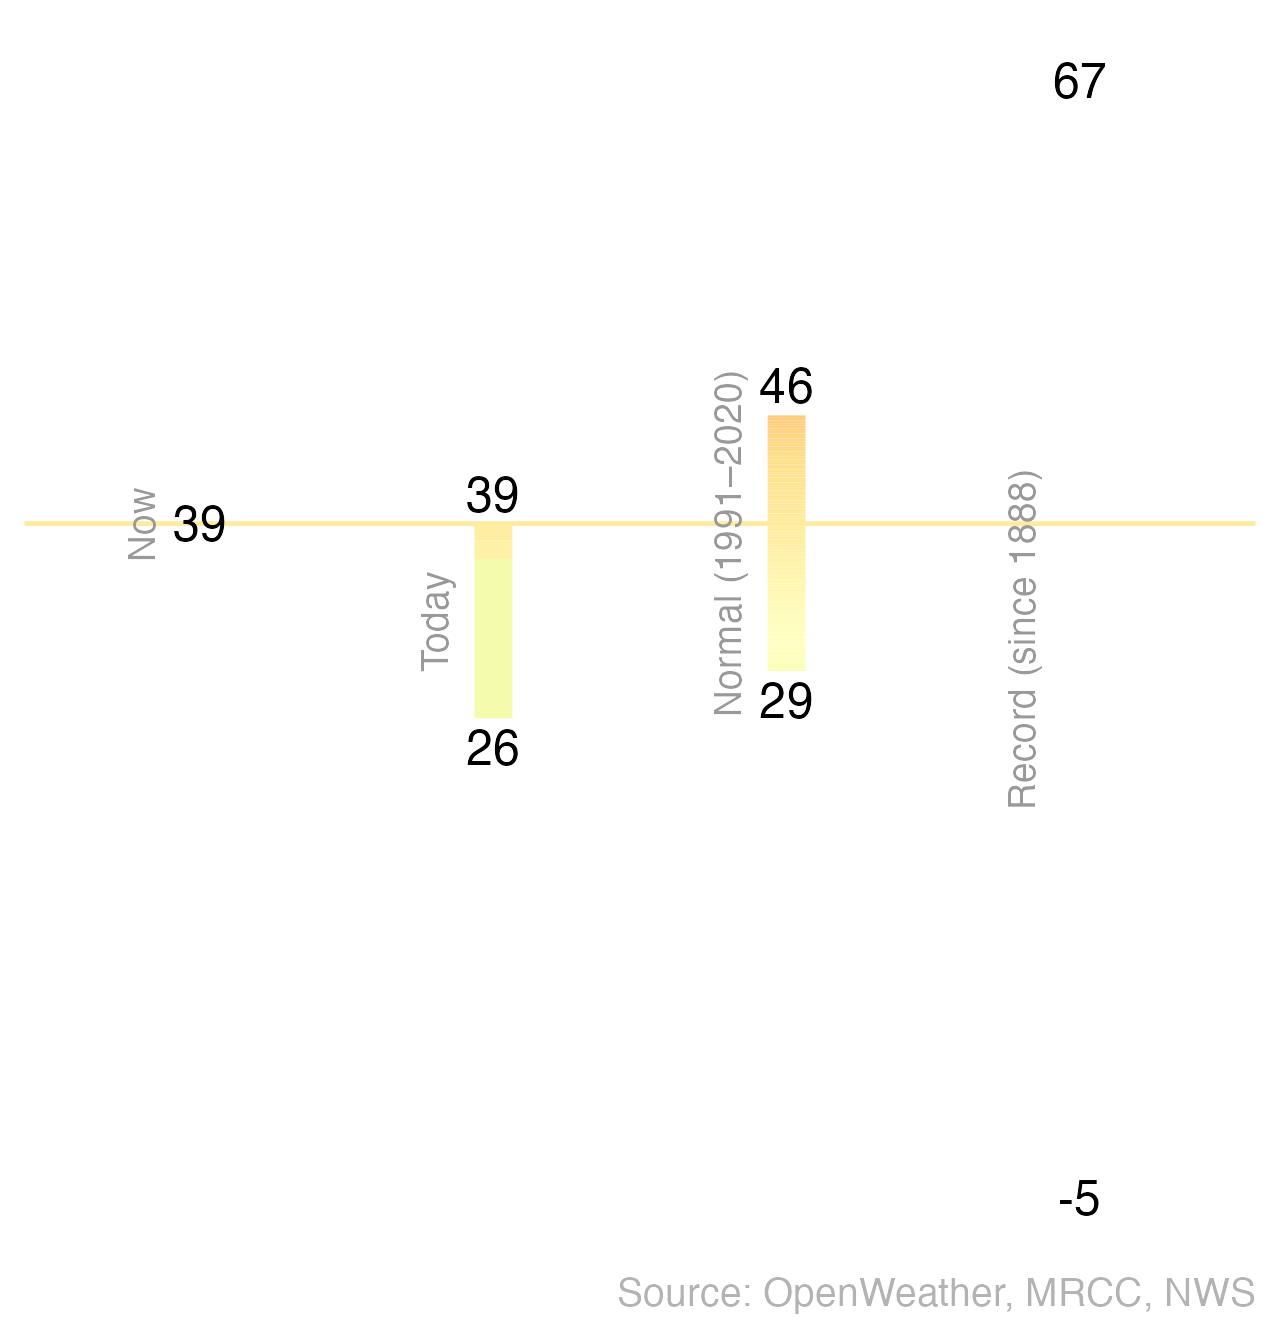 67
Now
39
Today
39
26
Normal (1991–2020)
46
29
Record (since 1888)
-5
Source: OpenWeather, MRCC, NWS